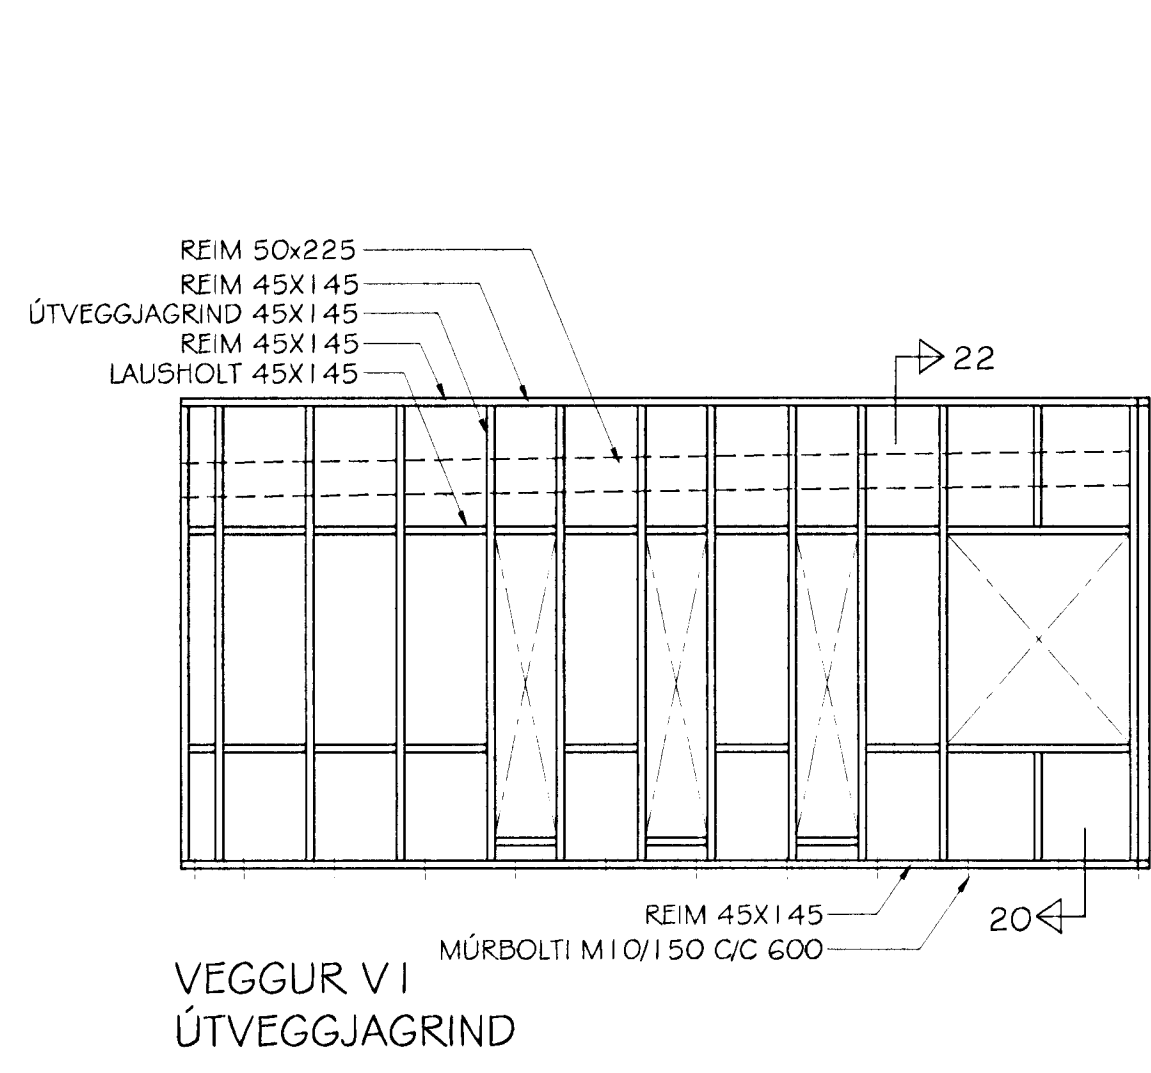 REIM 50x225
REIM 45X145
ÚTVEGGJAGRIND 45X145
REIM 45X145
LAUSHOLT 45X145
22
REIM 45X145
20
MÚRBOLTI M10/150 C/C 600
VEGGUR V1
ÚTVEGGJAGRIND